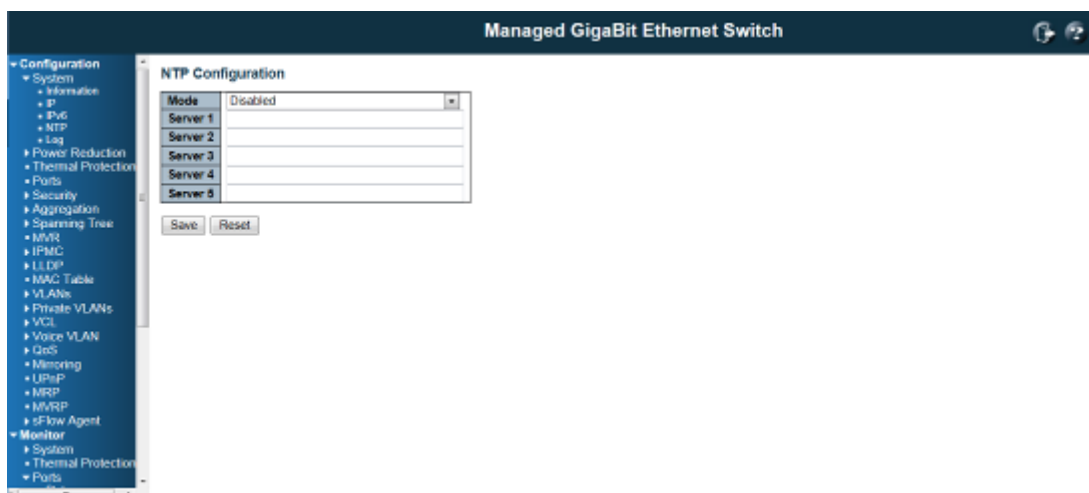 Managed GigaBit Ethernet Switch
Configuration
System
Information
IP
IPv6
NTP
Log
Power Reduction
Thermal Protection
Ports
Security
Aggregation
Spanning Tree
MVR
IPMC
LLDP
MAC Table
VLANs
Private VLANs
VCL
Voice VLAN
QoS
Mirroring
UPnP
MRP
MVRP
sFlow Agent
Monitor
System
Thermal Protection
Ports
NTP Configuration
Mode Disabled
Server 1
Server 2
Server 3
Server 4
Server 5
Save Reset